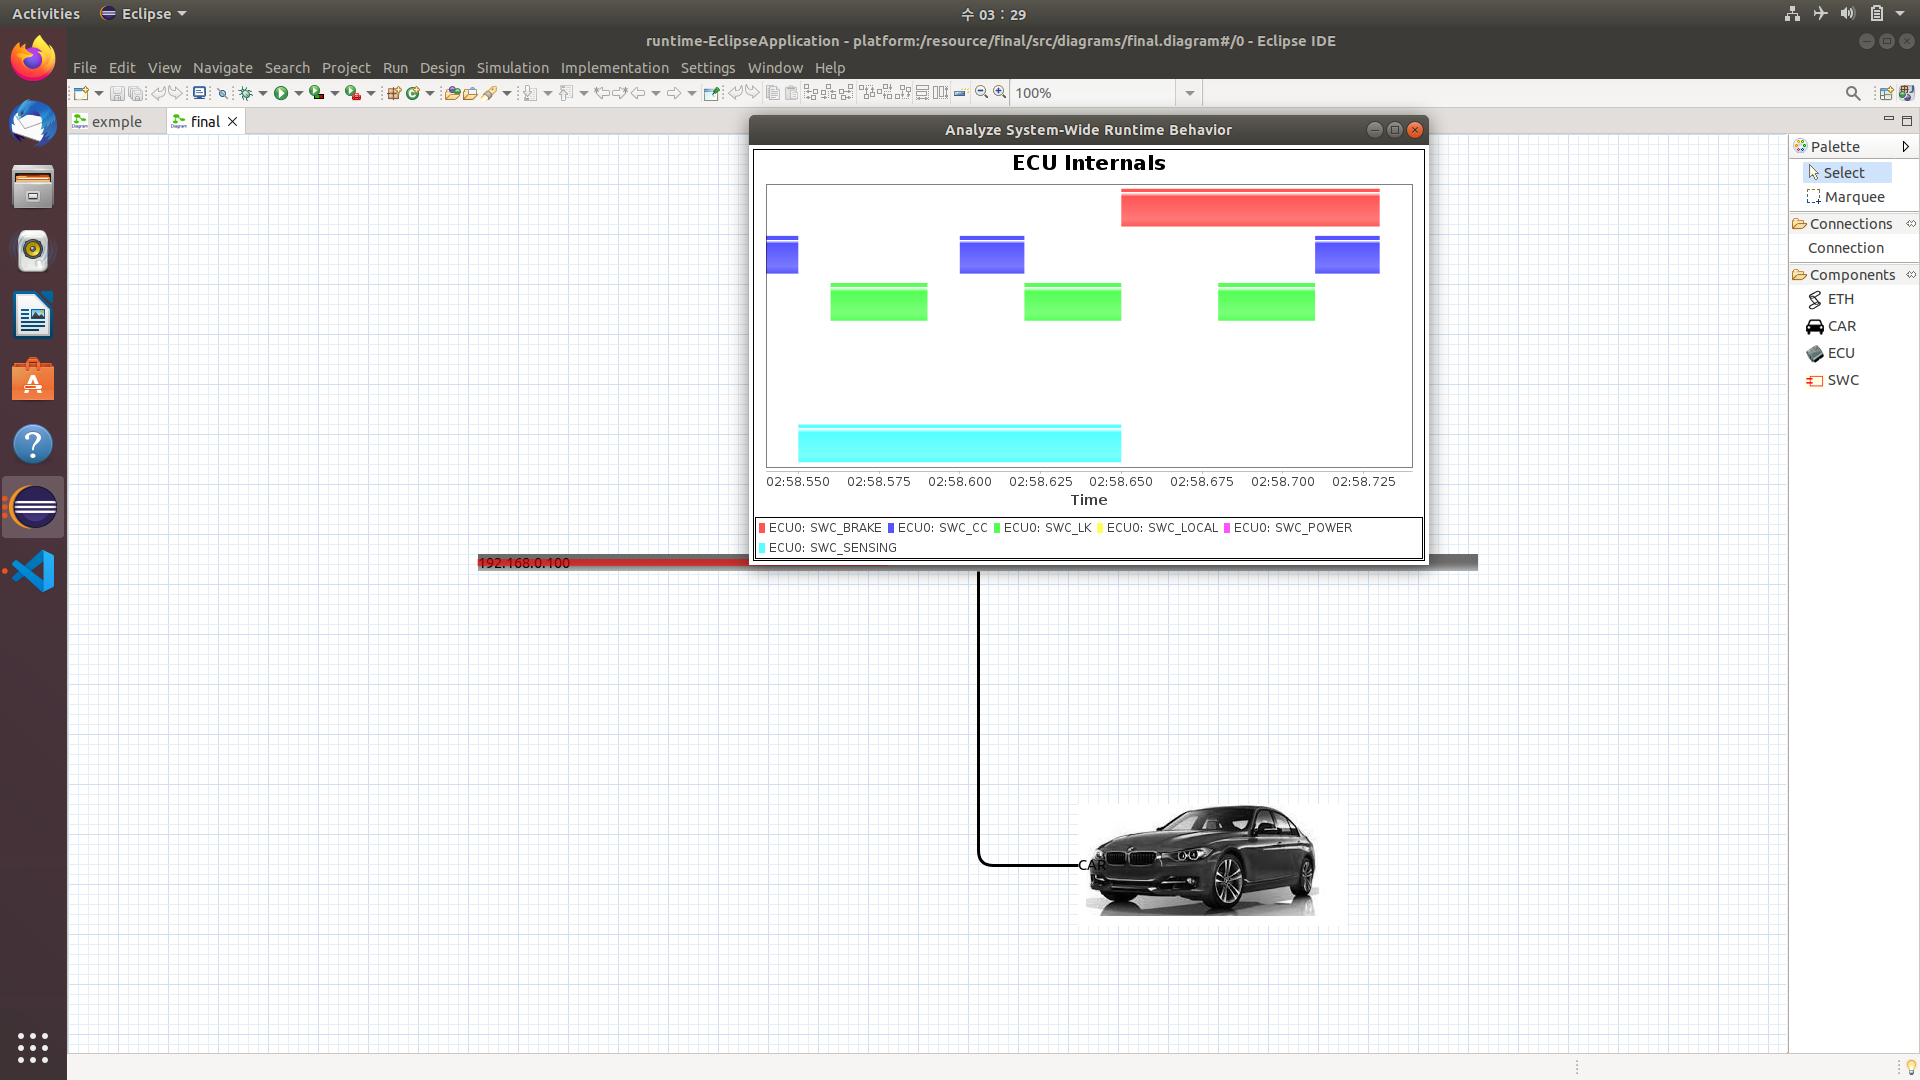 Activities Eclipse 수 03 : 29
runtime-EclipseApplication - platform:/resource/final/src/diagrams/final.diagram#/0 - Eclipse IDE
File Edit View Navigate Search Project Run Design Simulation Implementation Settings Window Help
100%
exmple final
Analyze System-Wide Runtime Behavior
ECU Internals
02:58.550 02:58.575 02:58.600 02:58.625 02:58.650 02:58.675 02:58.700 02:58.725
Time
ECU0: SWC_BRAKE ECU0: SWC_CC ECU0: SWC_LK ECU0: SWC_LOCAL ECU0: SWC_POWER
ECU0: SWC_SENSING
192.168.0.100
CAR
Palette
Select
Marquee
Connections
Connection
Components
ETH
CAR
ECU
SWC